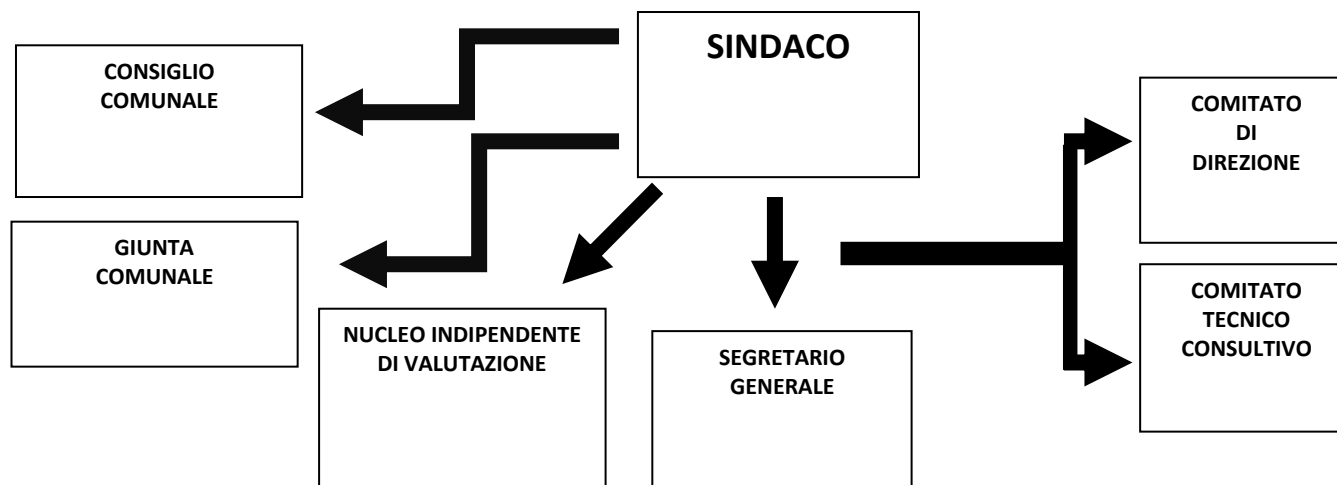 SINDACO
CONSIGLIO
COMUNALE
GIUNTA
COMUNALE
NUCLEO INDIPENDENTE
DI VALUTAZIONE
SEGRETARIO
GENERALE
COMITATO
DI
DIREZIONE
COMITATO
TECNICO
CONSULTIVO